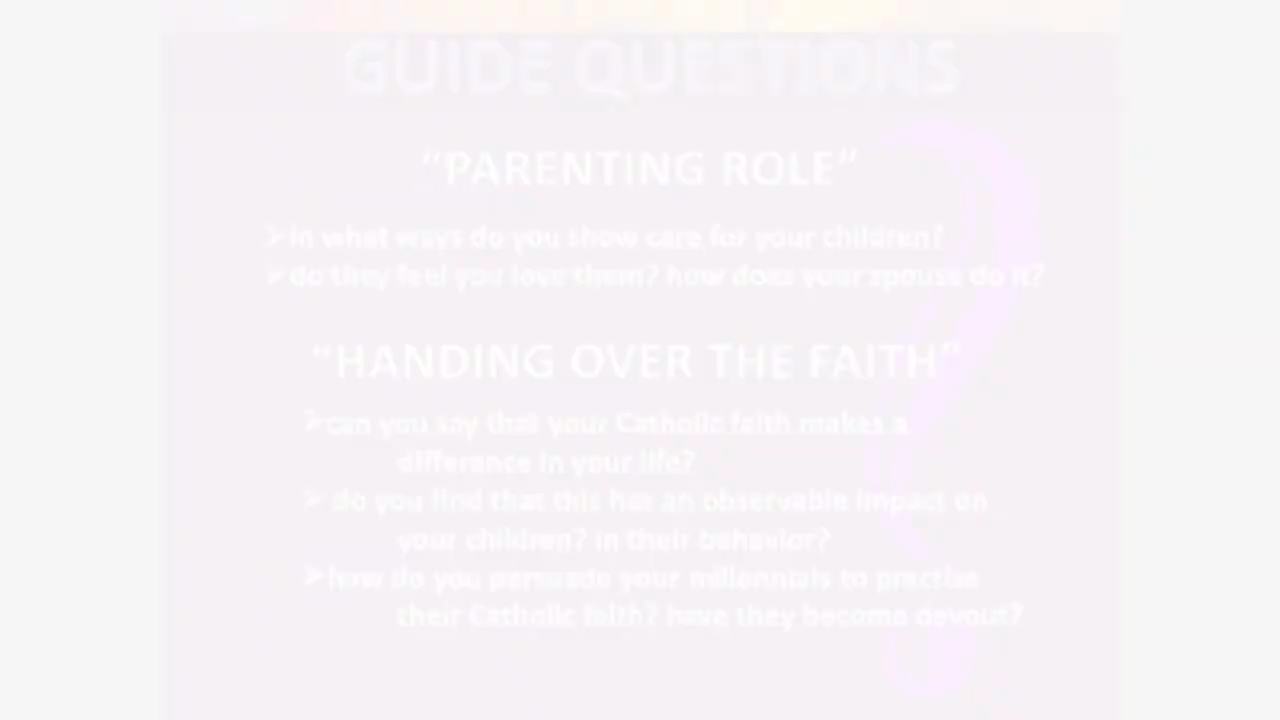 GUIDE QUESTIONS
“PARENTING ROLE”
➢in what ways do you show care for your children?
➢do they feel you love them? how does your spouse do it?
“HANDING OVER THE FAITH”
➢can you say that your Catholic faith makes a
difference in your life?
➢ do you find that this has an observable impact on
your children? in their behavior?
➢how do you persuade your millennials to practise
their Catholic faith? have they become devout?